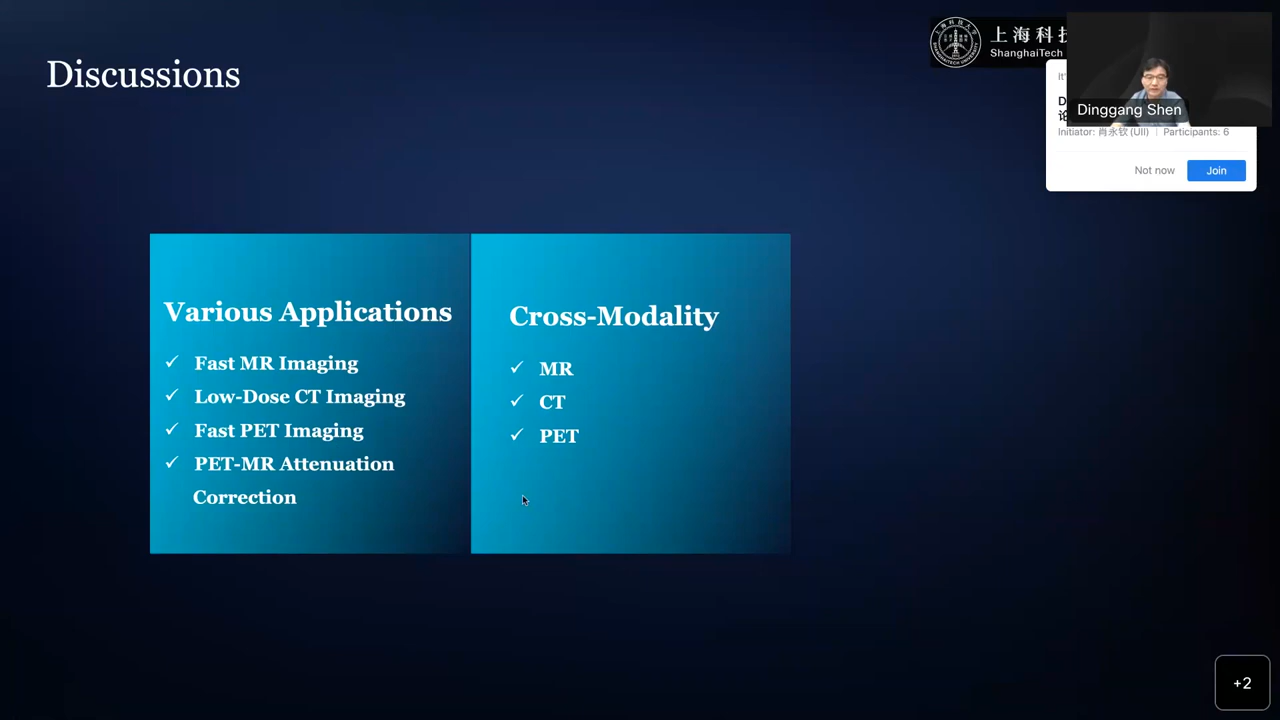 Discussions
上海科技
ShanghaiTech
Dinggang Shen
Initiator: 肖永钦 (UII) | Participants: 6
Not now
Join
Various Applications
✓ Fast MR Imaging
✓ Low-Dose CT Imaging
✓ Fast PET Imaging
✓ PET-MR Attenuation
Correction
Cross-Modality
✓ MR
✓ CT
✓ PET
+2